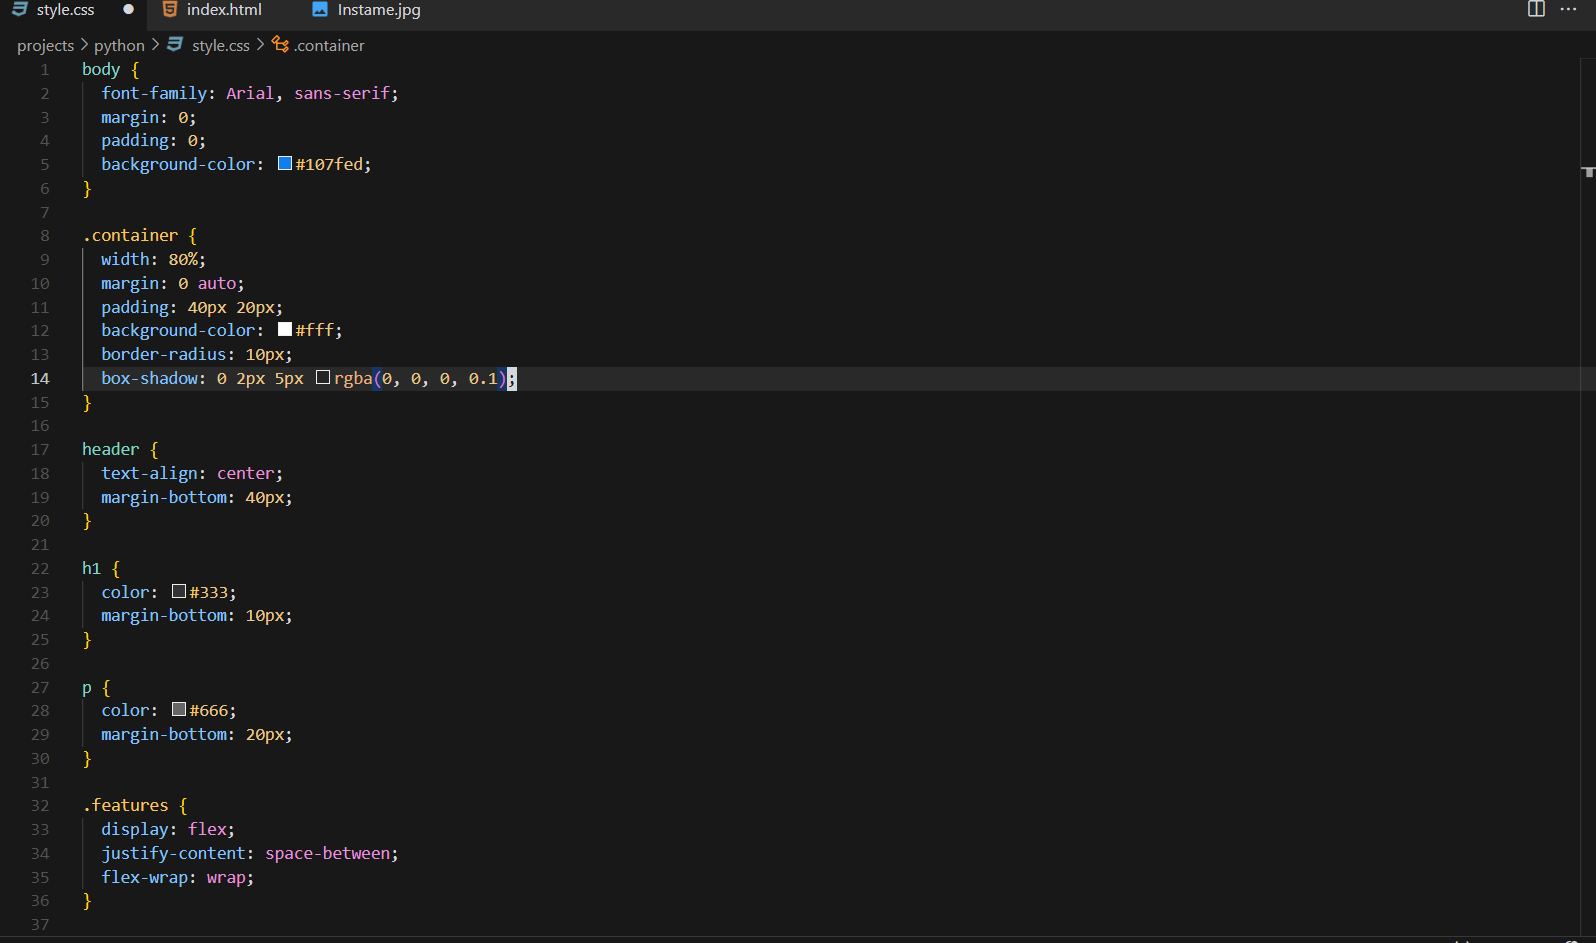 style.css index.html Instame.jpg
projects python style.css .container
1 body {
2 font-family: Arial, sans-serif;
3 margin: 0;
4 padding: 0;
5 background-color: #107fed;
6 }
7
8 .container {
9 width: 80%;
10 margin: 0 auto;
11 padding: 40px 20px;
12 background-color: #fff;
13 border-radius: 10px;
14 box-shadow: 0 2px 5px rgba(0, 0, 0, 0.1);
15 }
16
17 header {
18 text-align: center;
19 margin-bottom: 40px;
20 }
21
22 h1 {
23 color: #333;
24 margin-bottom: 10px;
25 }
26
27 p {
28 color: #666;
29 margin-bottom: 20px;
30 }
31
32 .features {
33 display: flex;
34 justify-content: space-between;
35 flex-wrap: wrap;
36 }
37